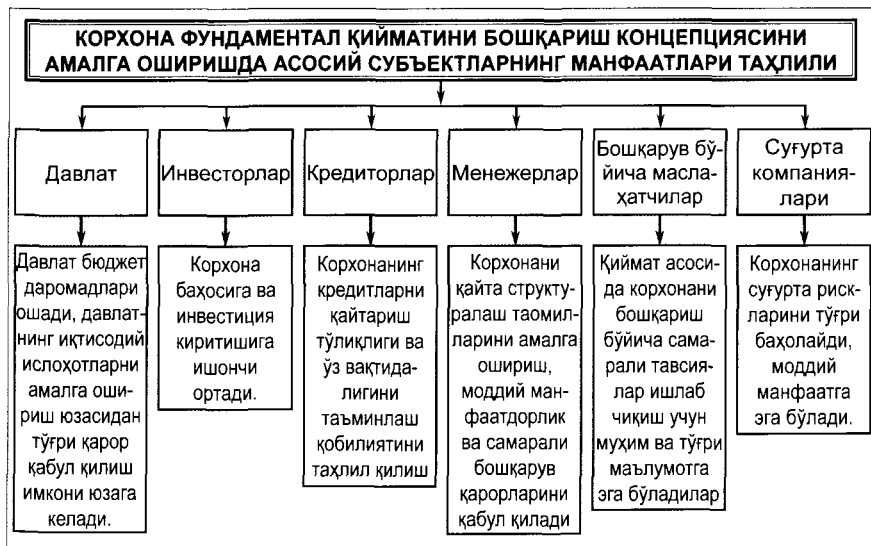 КОРХОНА ФУНДАМЕНТАЛ ҚИЙМАТИНИ БОШҚАРИШ КОНЦЕПЦИЯСИНИ
АМАЛГА ОШИРИШДА АСОСИЙ СУБЪЕКТЛАРНИНГ МАНФААТЛАРИ ТАҲЛИЛИ
Давлат
Инвесторлар
Кредиторлар
Менежерлар
Бошқарув бў-
йича масла-
ҳатчилар
Суғурта
компания-
лари
Давлат бюджет
даромадлари
ошади, давлат-
нинг иқтисодий
ислоҳотларни
амалга оши-
риш юзасидан
тўғри қарор
қабул қилиш
имкони юзага
келади.
Корхона
баҳосига ва
инвестиция
киритишига
ишончи
ортади.
Корхонанинг
кредитларни
қайтариш
тўлиқлиги ва
ўз вақтида-
лигини
таъминлаш
қобилиятини
таҳлил қилиш
Корхонани
қайта структу-
ралаш таомил-
ларини амалга
ошириш,
моддий ман-
фаатдорлик
ва самарали
бошқарув
қарорларини
қабул қилади
Қиймат асоси-
да корхонани
бошқариш
бўйича сама-
рали тавсия-
лар ишлаб
чиқиш учун
муҳим ва тўғри
маълумотга
эга бўладилар
Корхонанинг
суғурта риск-
ларини тўғри
баҳолайди,
моддий
манфаатга
эга бўлади.